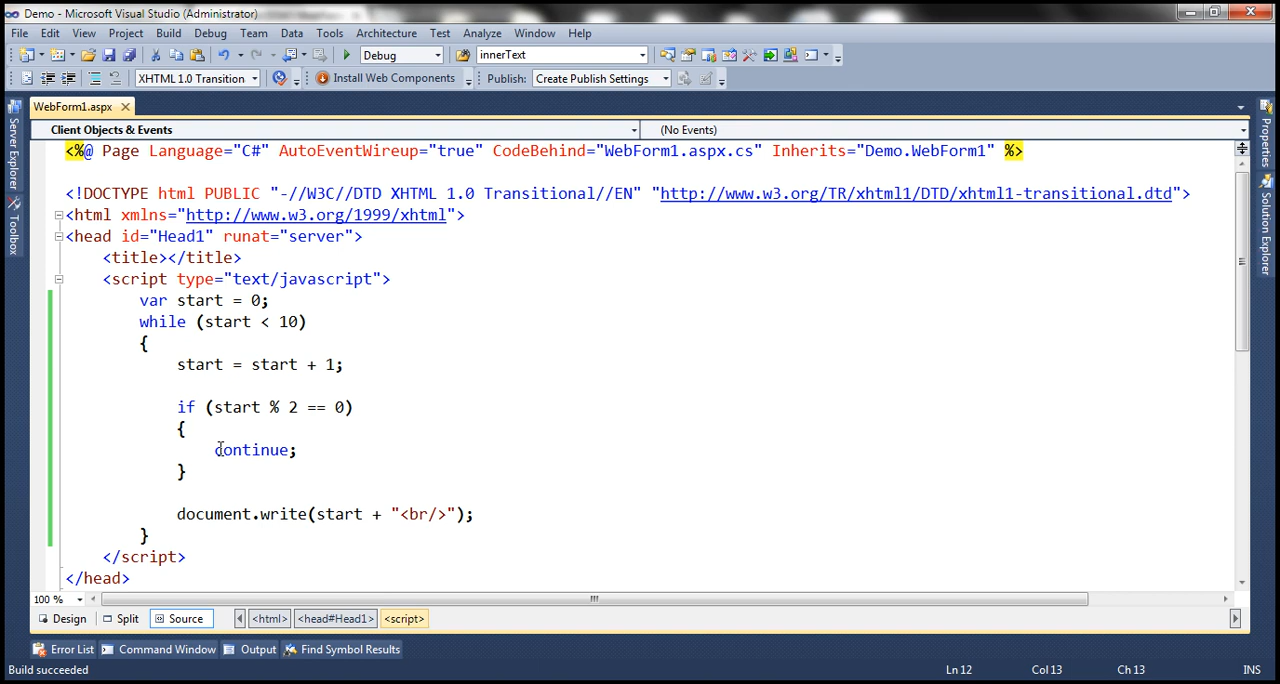 Demo - Microsoft Visual Studio (Administrator)
File Edit View Project Build Debug Team Data Tools Architecture Test Analyze Window Help
Debug innerText
XHTML 1.0 Transition Install Web Components Publish: Create Publish Settings
WebForm1.aspx
Client Objects & Events (No Events)
Server Explorer
Toolbox
Properties
Solution Explorer
<%@ Page Language="C#" AutoEventWireup="true" CodeBehind="WebForm1.aspx.cs" Inherits="Demo.WebForm1" %>
<!DOCTYPE html PUBLIC "-//W3C//DTD XHTML 1.0 Transitional//EN" "http://www.w3.org/TR/xhtml1/DTD/xhtml1-transitional.dtd">
<html xmlns="http://www.w3.org/1999/xhtml">
<head id="Head1" runat="server">
<title></title>
<script type="text/javascript">
var start = 0;
while (start < 10)
{
start = start + 1;
if (start % 2 == 0)
{
continue;
}
document.write(start + "<br/>");
}
</script>
</head>
100 %
Design Split Source <html> <head#Head1> <script>
Error List Command Window Output Find Symbol Results
Build succeeded Ln 12 Col 13 Ch 13 INS